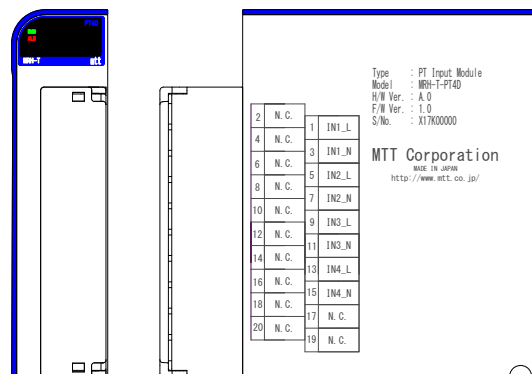 PT4D
RUN
MRH-T mtt
Type : PT Input Module
Model : MRH-T-PT4D
H/W Ver. : A.0
F/W Ver. : 1.0
S/No. : X17K00000
MTT Corporation
MADE IN JAPAN
http://www.mtt.co.jp/
2 N.C.
1 IN1_L
4 N.C.
3 IN1_N
6 N.C.
5 IN2_L
8 N.C.
7 IN2_N
10 N.C.
9 IN3_L
12 N.C.
11 IN3_N
14 N.C.
13 IN4_L
16 N.C.
15 IN4_N
18 N.C.
17 N.C.
20 N.C.
19 N.C.